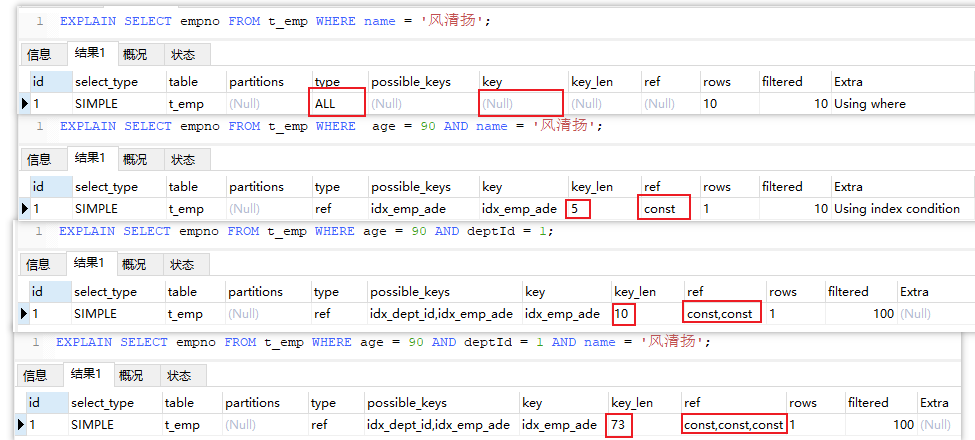 1 EXPLAIN SELECT empno FROM t_emp WHERE name = '风清扬';
信息 结果1 概况 状态
id select_type table partitions type possible_keys key key_len ref rows filtered Extra
1 SIMPLE t_emp (Null) ALL (Null) (Null) (Null) (Null) 10 10 Using where
1 EXPLAIN SELECT empno FROM t_emp WHERE age = 90 AND name = '风清扬';
信息 结果1 概况 状态
id select_type table partitions type possible_keys key key_len ref rows filtered Extra
1 SIMPLE t_emp (Null) ref idx_emp_ade idx_emp_ade 5 const 1 10 Using index condition
1 EXPLAIN SELECT empno FROM t_emp WHERE age = 90 AND deptId = 1;
信息 结果1 概况 状态
id select_type table partitions type possible_keys key key_len ref rows filtered Extra
1 SIMPLE t_emp (Null) ref idx_dept_id,idx_emp_ade idx_emp_ade 10 const,const 1 100 (Null)
1 EXPLAIN SELECT empno FROM t_emp WHERE age = 90 AND deptId = 1 AND name = '风清扬';
信息 结果1 概况 状态
id select_type table partitions type possible_keys key key_len ref rows filtered Extra
1 SIMPLE t_emp (Null) ref idx_dept_id,idx_emp_ade idx_emp_ade 73 const,const,const 1 100 (Null)